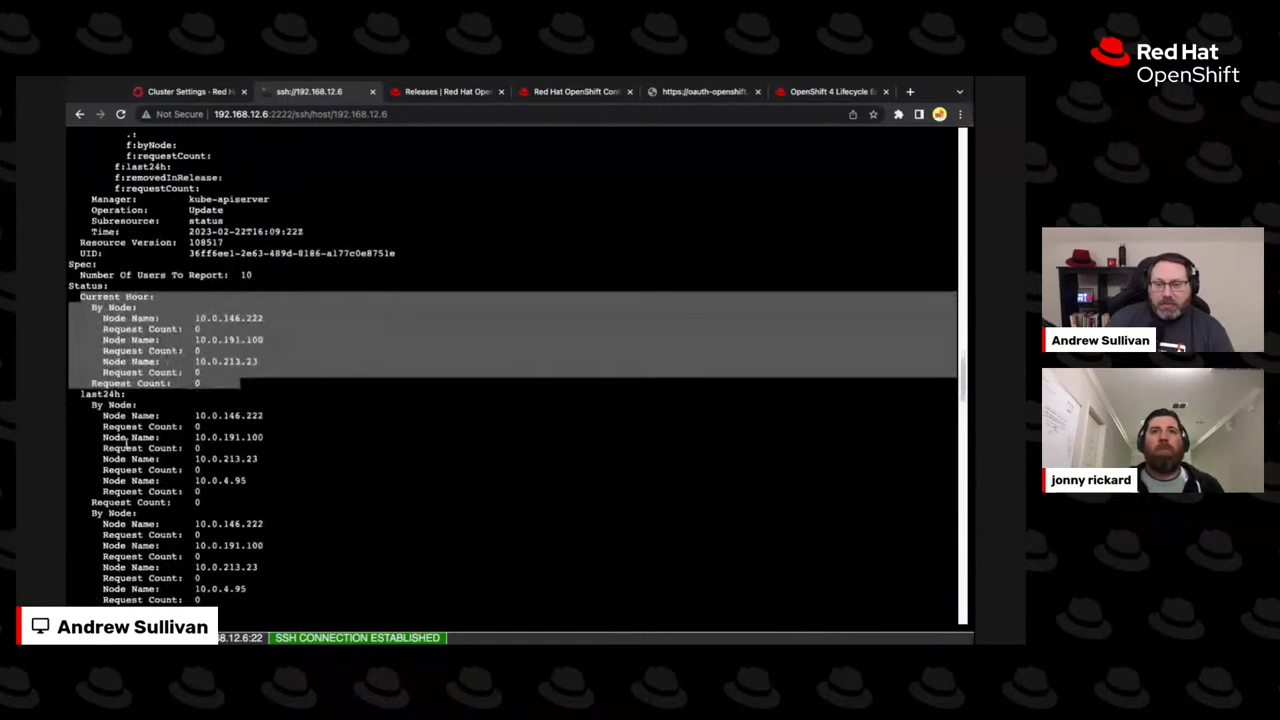 Red Hat
OpenShift
Cluster Settings · Red H
ssh://192.168.12.6
Releases | Red Hat Open
Red Hat OpenShift Con
https://oauth-openshift.
OpenShift 4 Lifecycle E
Not Secure
192.168.12.6:2222/ssh/host/192.168.12.6
.:
f:byNode:
f:requestCount:
f:last24h:
f:removedInRelease:
f:requestCount:
Manager: kube-apiserver
Operation: Update
Subresource: status
Time: 2023-02-22T16:09:22Z
Resource Version: 108517
UID: 36ff6ee1-2e63-489d-8186-a177c0e8751e
Spec:
Number Of Users To Report: 10
Status:
Current Hour:
By Node:
Node Name: 10.0.146.222
Request Count: 0
Node Name: 10.0.191.100
Request Count: 0
Node Name: 10.0.213.23
Request Count: 0
Request Count: 0
last24h:
By Node:
Node Name: 10.0.146.222
Request Count: 0
Node Name: 10.0.191.100
Request Count: 0
Node Name: 10.0.213.23
Request Count: 0
Node Name: 10.0.4.95
Request Count: 0
Request Count: 0
By Node:
Node Name: 10.0.146.222
Request Count: 0
Node Name: 10.0.191.100
Request Count: 0
Node Name: 10.0.213.23
Request Count: 0
Node Name: 10.0.4.95
Request Count: 0
Andrew Sullivan
68.12.6:22
SSH CONNECTION ESTABLISHED
Andrew Sullivan
jonny rickard